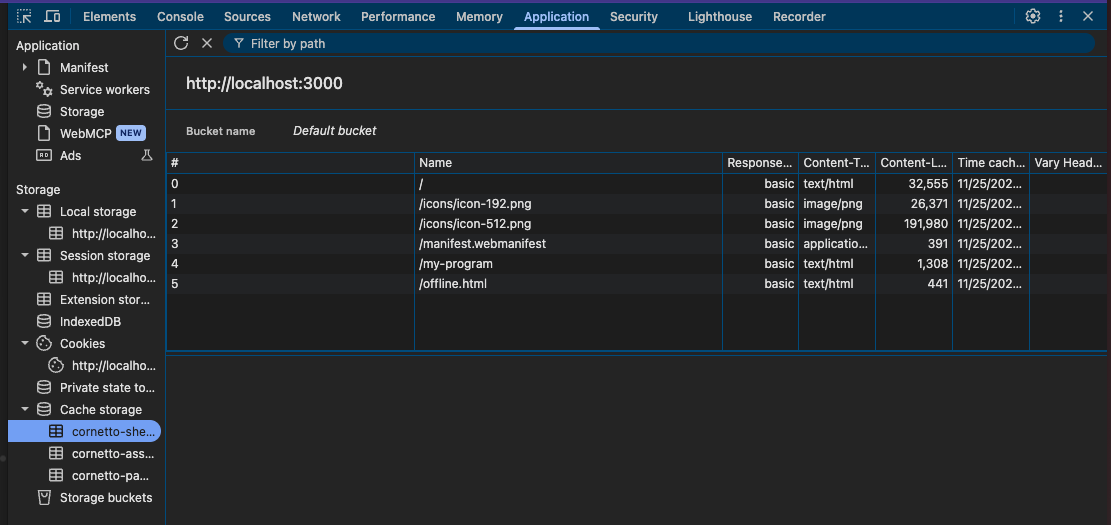 Elements Console Sources Network Performance Memory Application Security Lighthouse Recorder
Application
Manifest
Service workers
Storage
WebMCP NEW
Ads
Storage
Local storage
http://localho...
Session storage
http://localho...
Extension stor...
IndexedDB
Cookies
http://localho...
Private state to...
Cache storage
cornetto-she...
cornetto-ass...
cornetto-pa...
Storage buckets
Filter by path
http://localhost:3000
Bucket name Default bucket
# Name Response... Content-T... Content-L... Time cach... Vary Head...
0 / basic text/html 32,555 11/25/202...
1 /icons/icon-192.png basic image/png 26,371 11/25/202...
2 /icons/icon-512.png basic image/png 191,980 11/25/202...
3 /manifest.webmanifest basic applicatio... 391 11/25/202...
4 /my-program basic text/html 1,308 11/25/202...
5 /offline.html basic text/html 441 11/25/202...